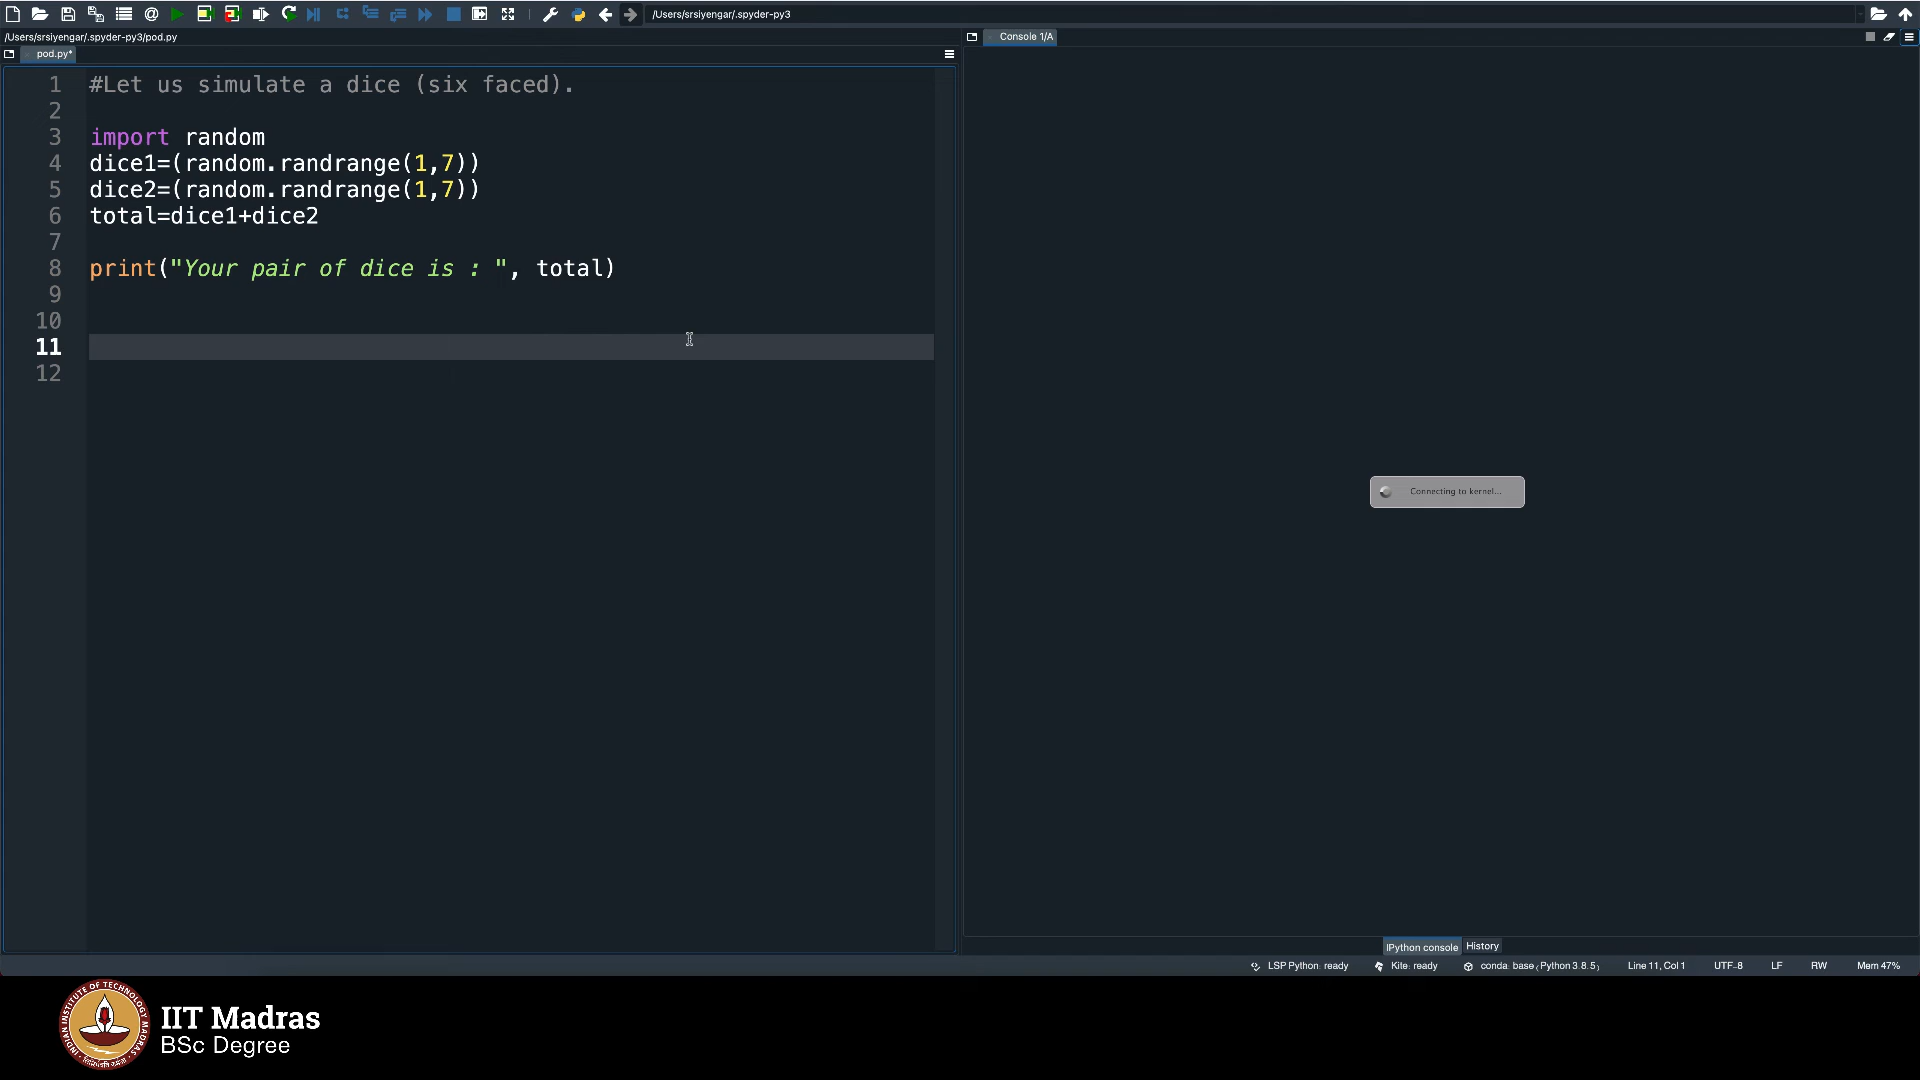 /Users/srsiyengar/.spyder-py3
/Users/srsiyengar/.spyder-py3/pod.py
pod.py*
1 #Let us simulate a dice (six faced).
2
3 import random
4 dice1=(random.randrange(1,7))
5 dice2=(random.randrange(1,7))
6 total=dice1+dice2
7
8 print("Your pair of dice is : ", total)
9
10
11
12
Console 1/A
Connecting to kernel...
IPython console History
LSP Python: ready Kite: ready conda: base (Python 3.8.5) Line 11, Col 1 UTF-8 LF RW Mem 47%
IIT Madras
BSc Degree